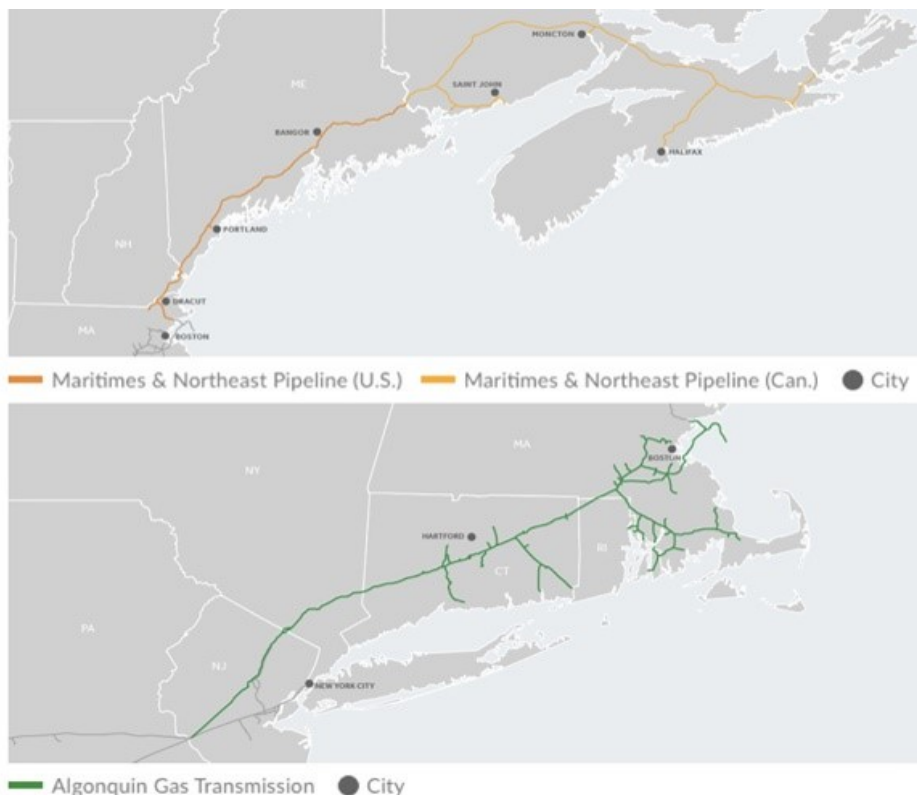 MONCTON
SAINT JOHN
ME
BANGOR
HALIFAX
PORTLAND
NH
DRACUT
MA
BOSTON
Maritimes & Northeast Pipeline (U.S.) Maritimes & Northeast Pipeline (Can.) City
MA
NY
BOSTON
HARTFORD
RI
CT
PA
NJ
NEW YORK CITY
Algonquin Gas Transmission City